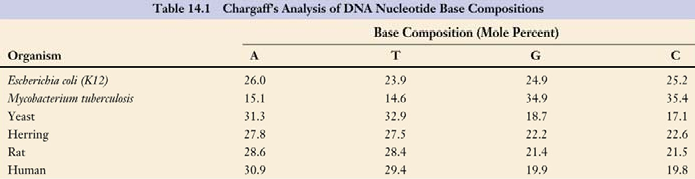 Table 14.1 Chargaff's Analysis of DNA Nucleotide Base Compositions
Base Composition (Mole Percent)
Organism A T G C
Escherichia coli (K12) 26.0 23.9 24.9 25.2
Mycobacterium tuberculosis 15.1 14.6 34.9 35.4
Yeast 31.3 32.9 18.7 17.1
Herring 27.8 27.5 22.2 22.6
Rat 28.6 28.4 21.4 21.5
Human 30.9 29.4 19.9 19.8